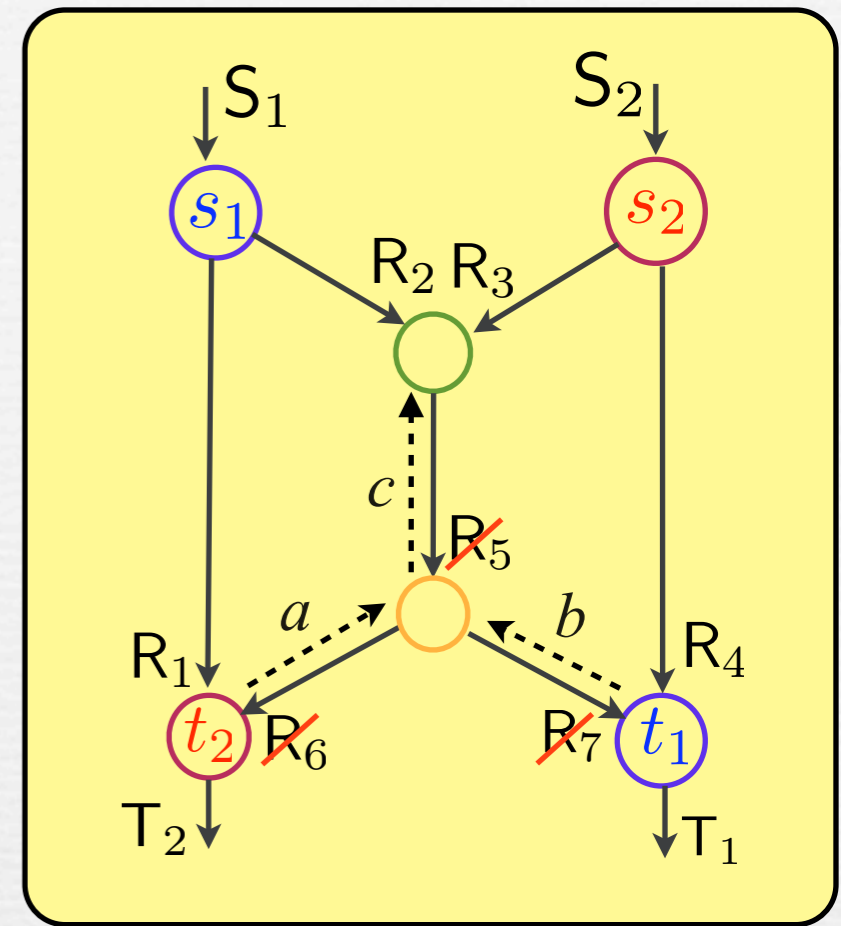 S₁ S₂
s₁ s₂
R₂ R₃
c
R₅
a b
R₁ R₄
t₂ R₆ R₇ t₁
T₂ T₁